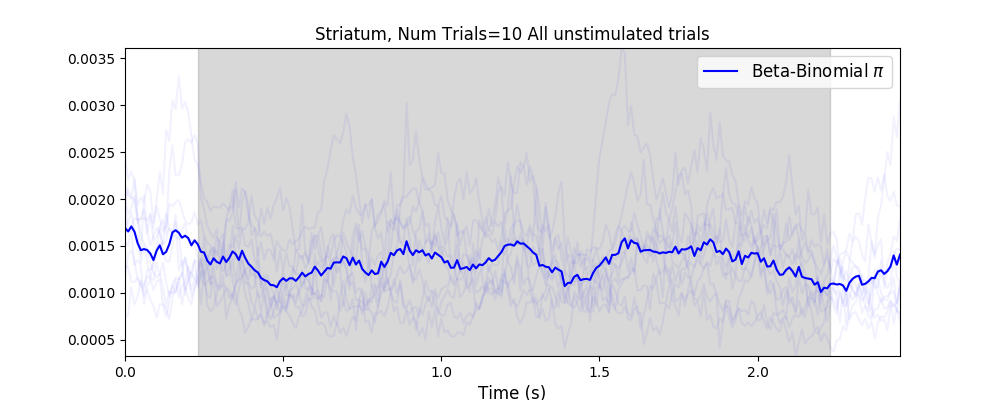 Striatum, Num Trials=10 All unstimulated trials
Beta-Binomial π
0.0035
0.0030
0.0025
0.0020
0.0015
0.0010
0.0005
0.0 0.5 1.0 1.5 2.0
Time (s)